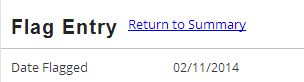 Flag Entry Return to Summary
Date Flagged 02/11/2014